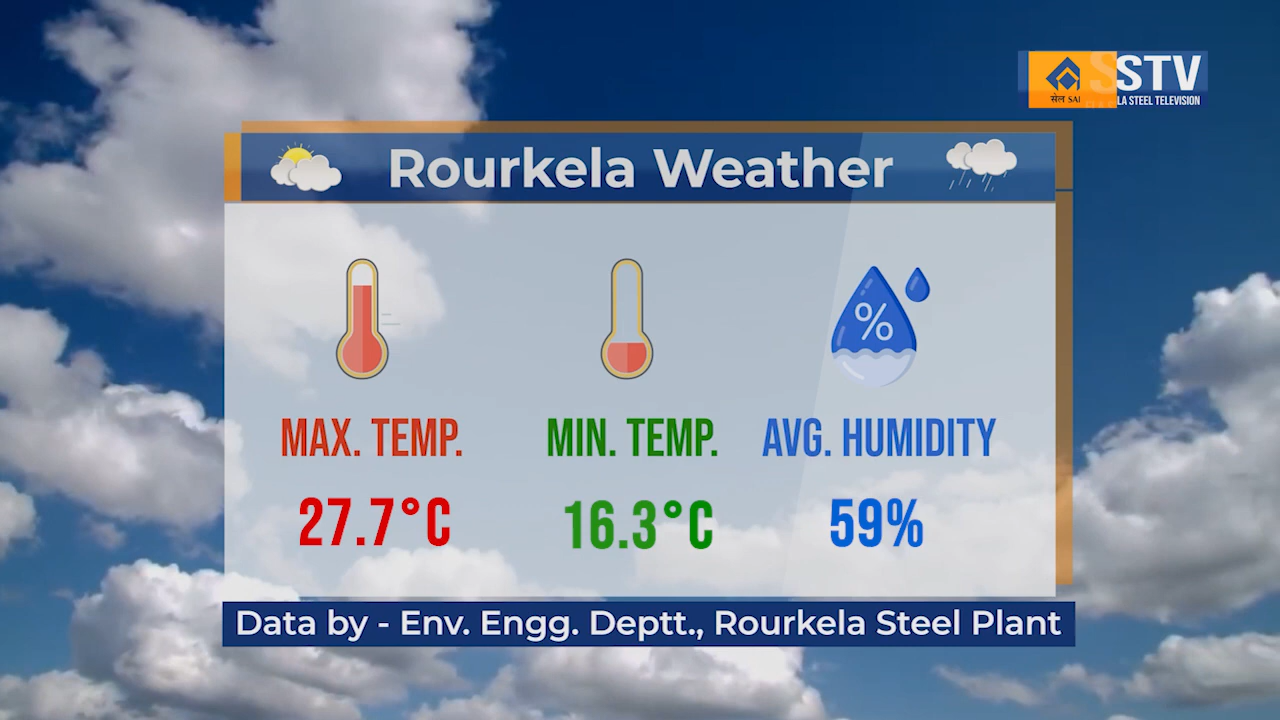 STV
सेल SAI
LA STEEL TELEVISION
Rourkela Weather
%
MAX. TEMP.
MIN. TEMP.
AVG. HUMIDITY
27.7°C
16.3°C
59%
Data by - Env. Engg. Deptt., Rourkela Steel Plant